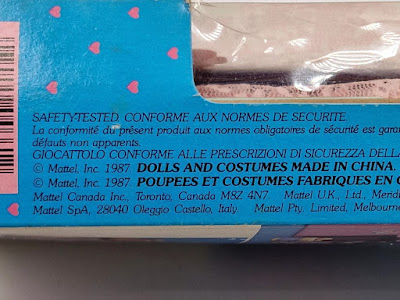 SAFETY-TESTED. CONFORME AUX NORMES DE SECURITE.
La conformité du présent produit aux normes obligatoires de sécurité est garan
défauts non apparents.
GIOCATTOLO CONFORME ALLE PRESCRIZIONI DI SICUREZZA DELLA
© Mattel, Inc. 1987. DOLLS AND COSTUMES MADE IN CHINA.
© Mattel, Inc. 1987. POUPEES ET COSTUMES FABRIQUES EN C
Mattel Canada Inc., Toronto, Canada M8Z 4N7. Mattel U.K., Ltd., Merid
Mattel SpA, 28040 Oleggio Castello, Italy. Mattel Pty. Limited, Melbourne